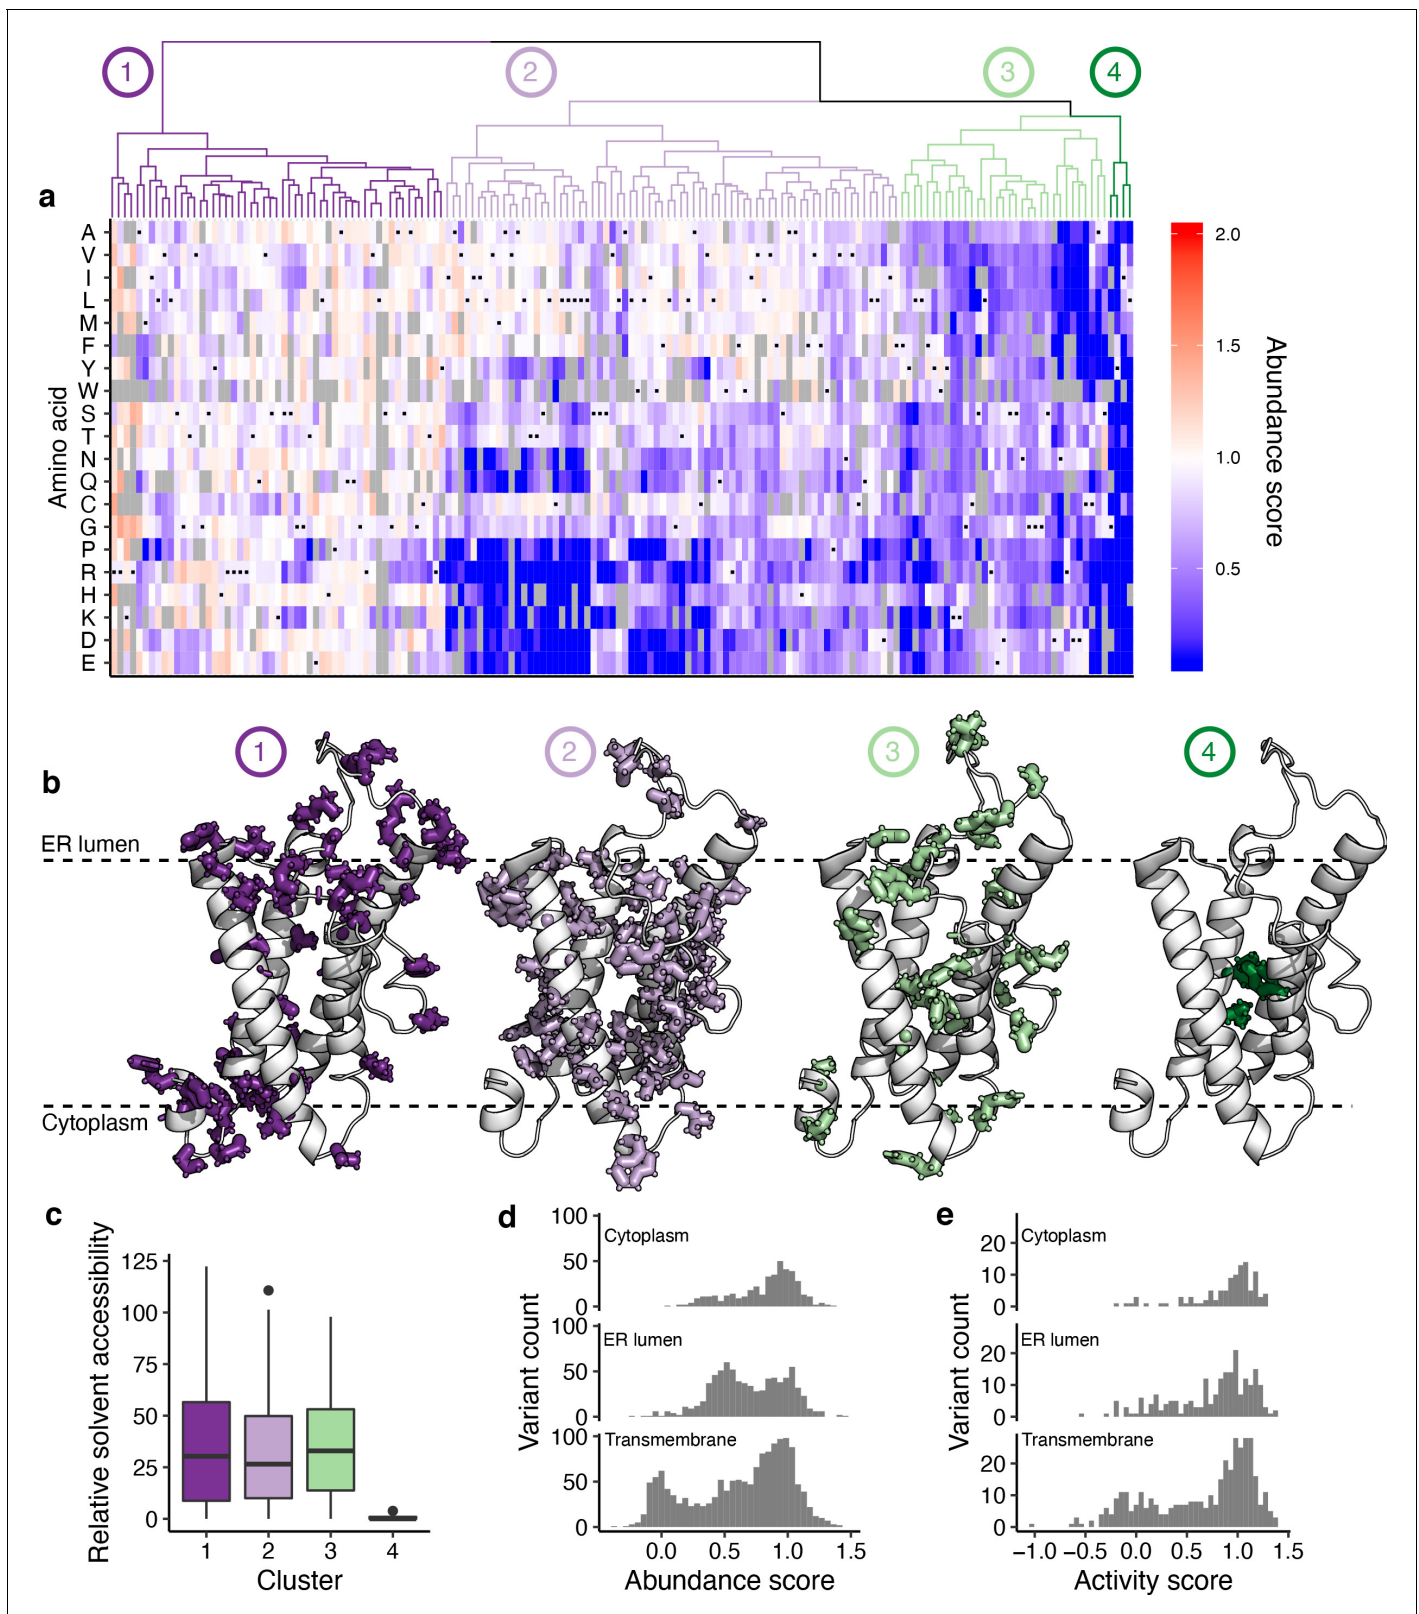 1
2
3
4
a
A
V
I
L
M
F
Y
W
S
T
N
Q
C
G
P
R
H
K
D
E
Amino acid
2.0
1.5
1.0
0.5
Abundance score
b
1
2
3
4
ER lumen
Cytoplasm
c
Relative solvent accessibility
125
100
75
50
25
0
1 2 3 4
Cluster
d
Variant count
100
50
0
Cytoplasm
100
50
0
ER lumen
100
50
0
Transmembrane
0.0 0.5 1.0 1.5
Abundance score
e
Variant count
20
10
0
Cytoplasm
20
10
0
ER lumen
20
10
0
Transmembrane
−1.0 −0.5 0.0 0.5 1.0 1.5
Activity score